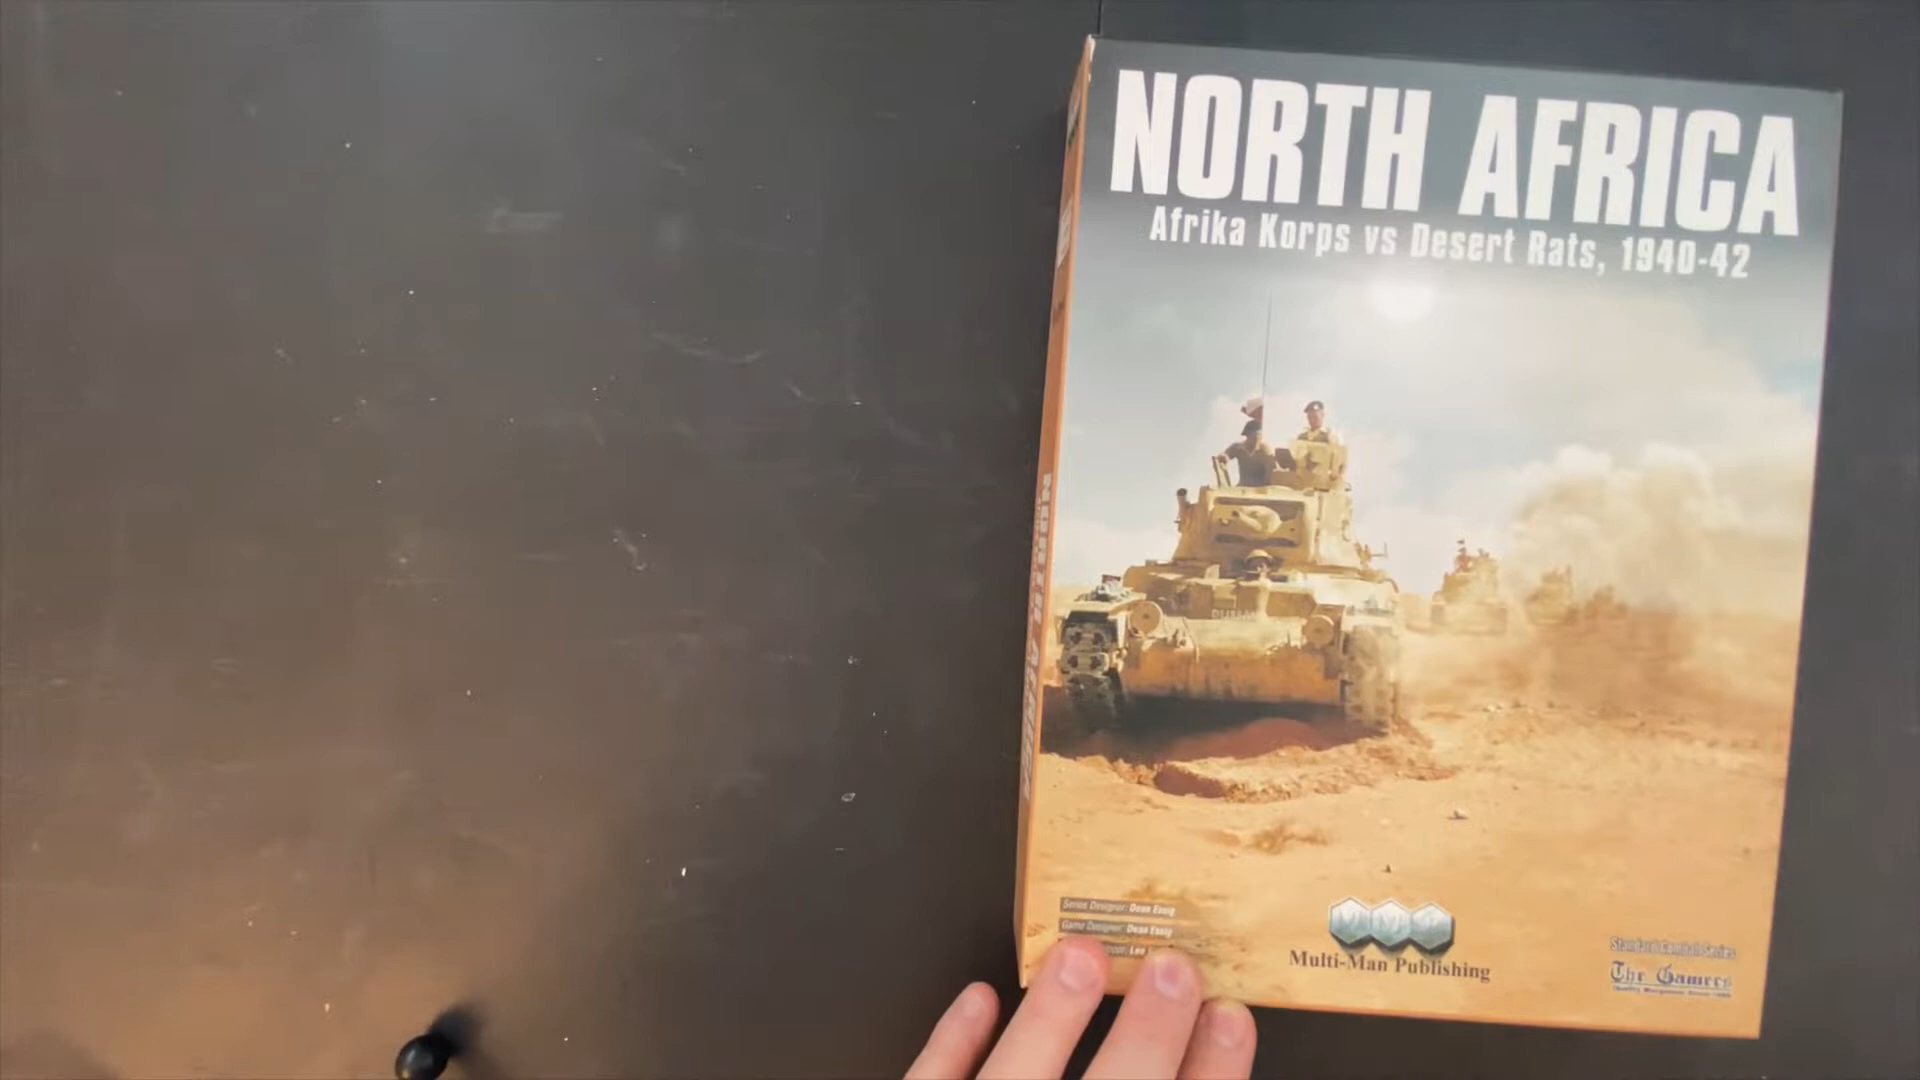 NORTH AFRICA
Afrika Korps vs Desert Rats, 1940-42
Series Designer: Dean Essig
Game Designer: Dean Essig
Multi-Man Publishing
Standard Combat Series
The Gamers